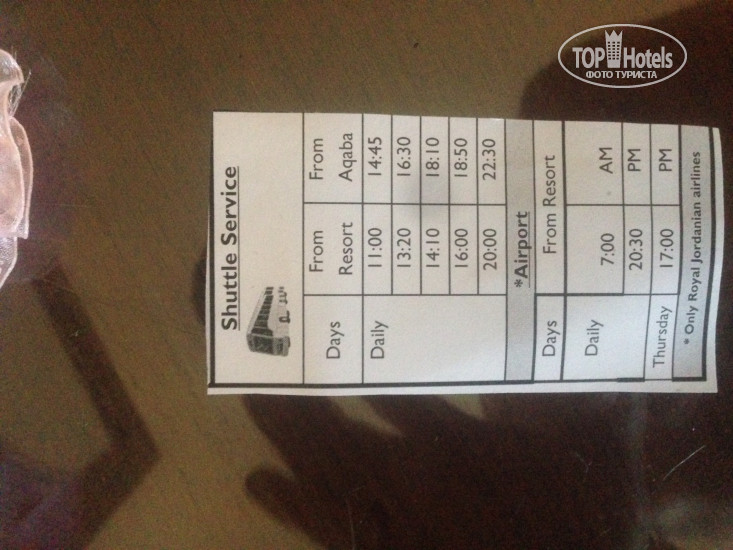 TOP Hotels
ФОТО ТУРИСТА
Shuttle Service
Days From Resort From Aqaba
Daily 11:00 14:45
13:20 16:30
14:10 18:10
16:00 18:50
20:00 22:30
*Airport
Days From Resort
Daily 7:00 AM
20:30 PM
Thursday 17:00 PM
* Only Royal Jordanian airlines